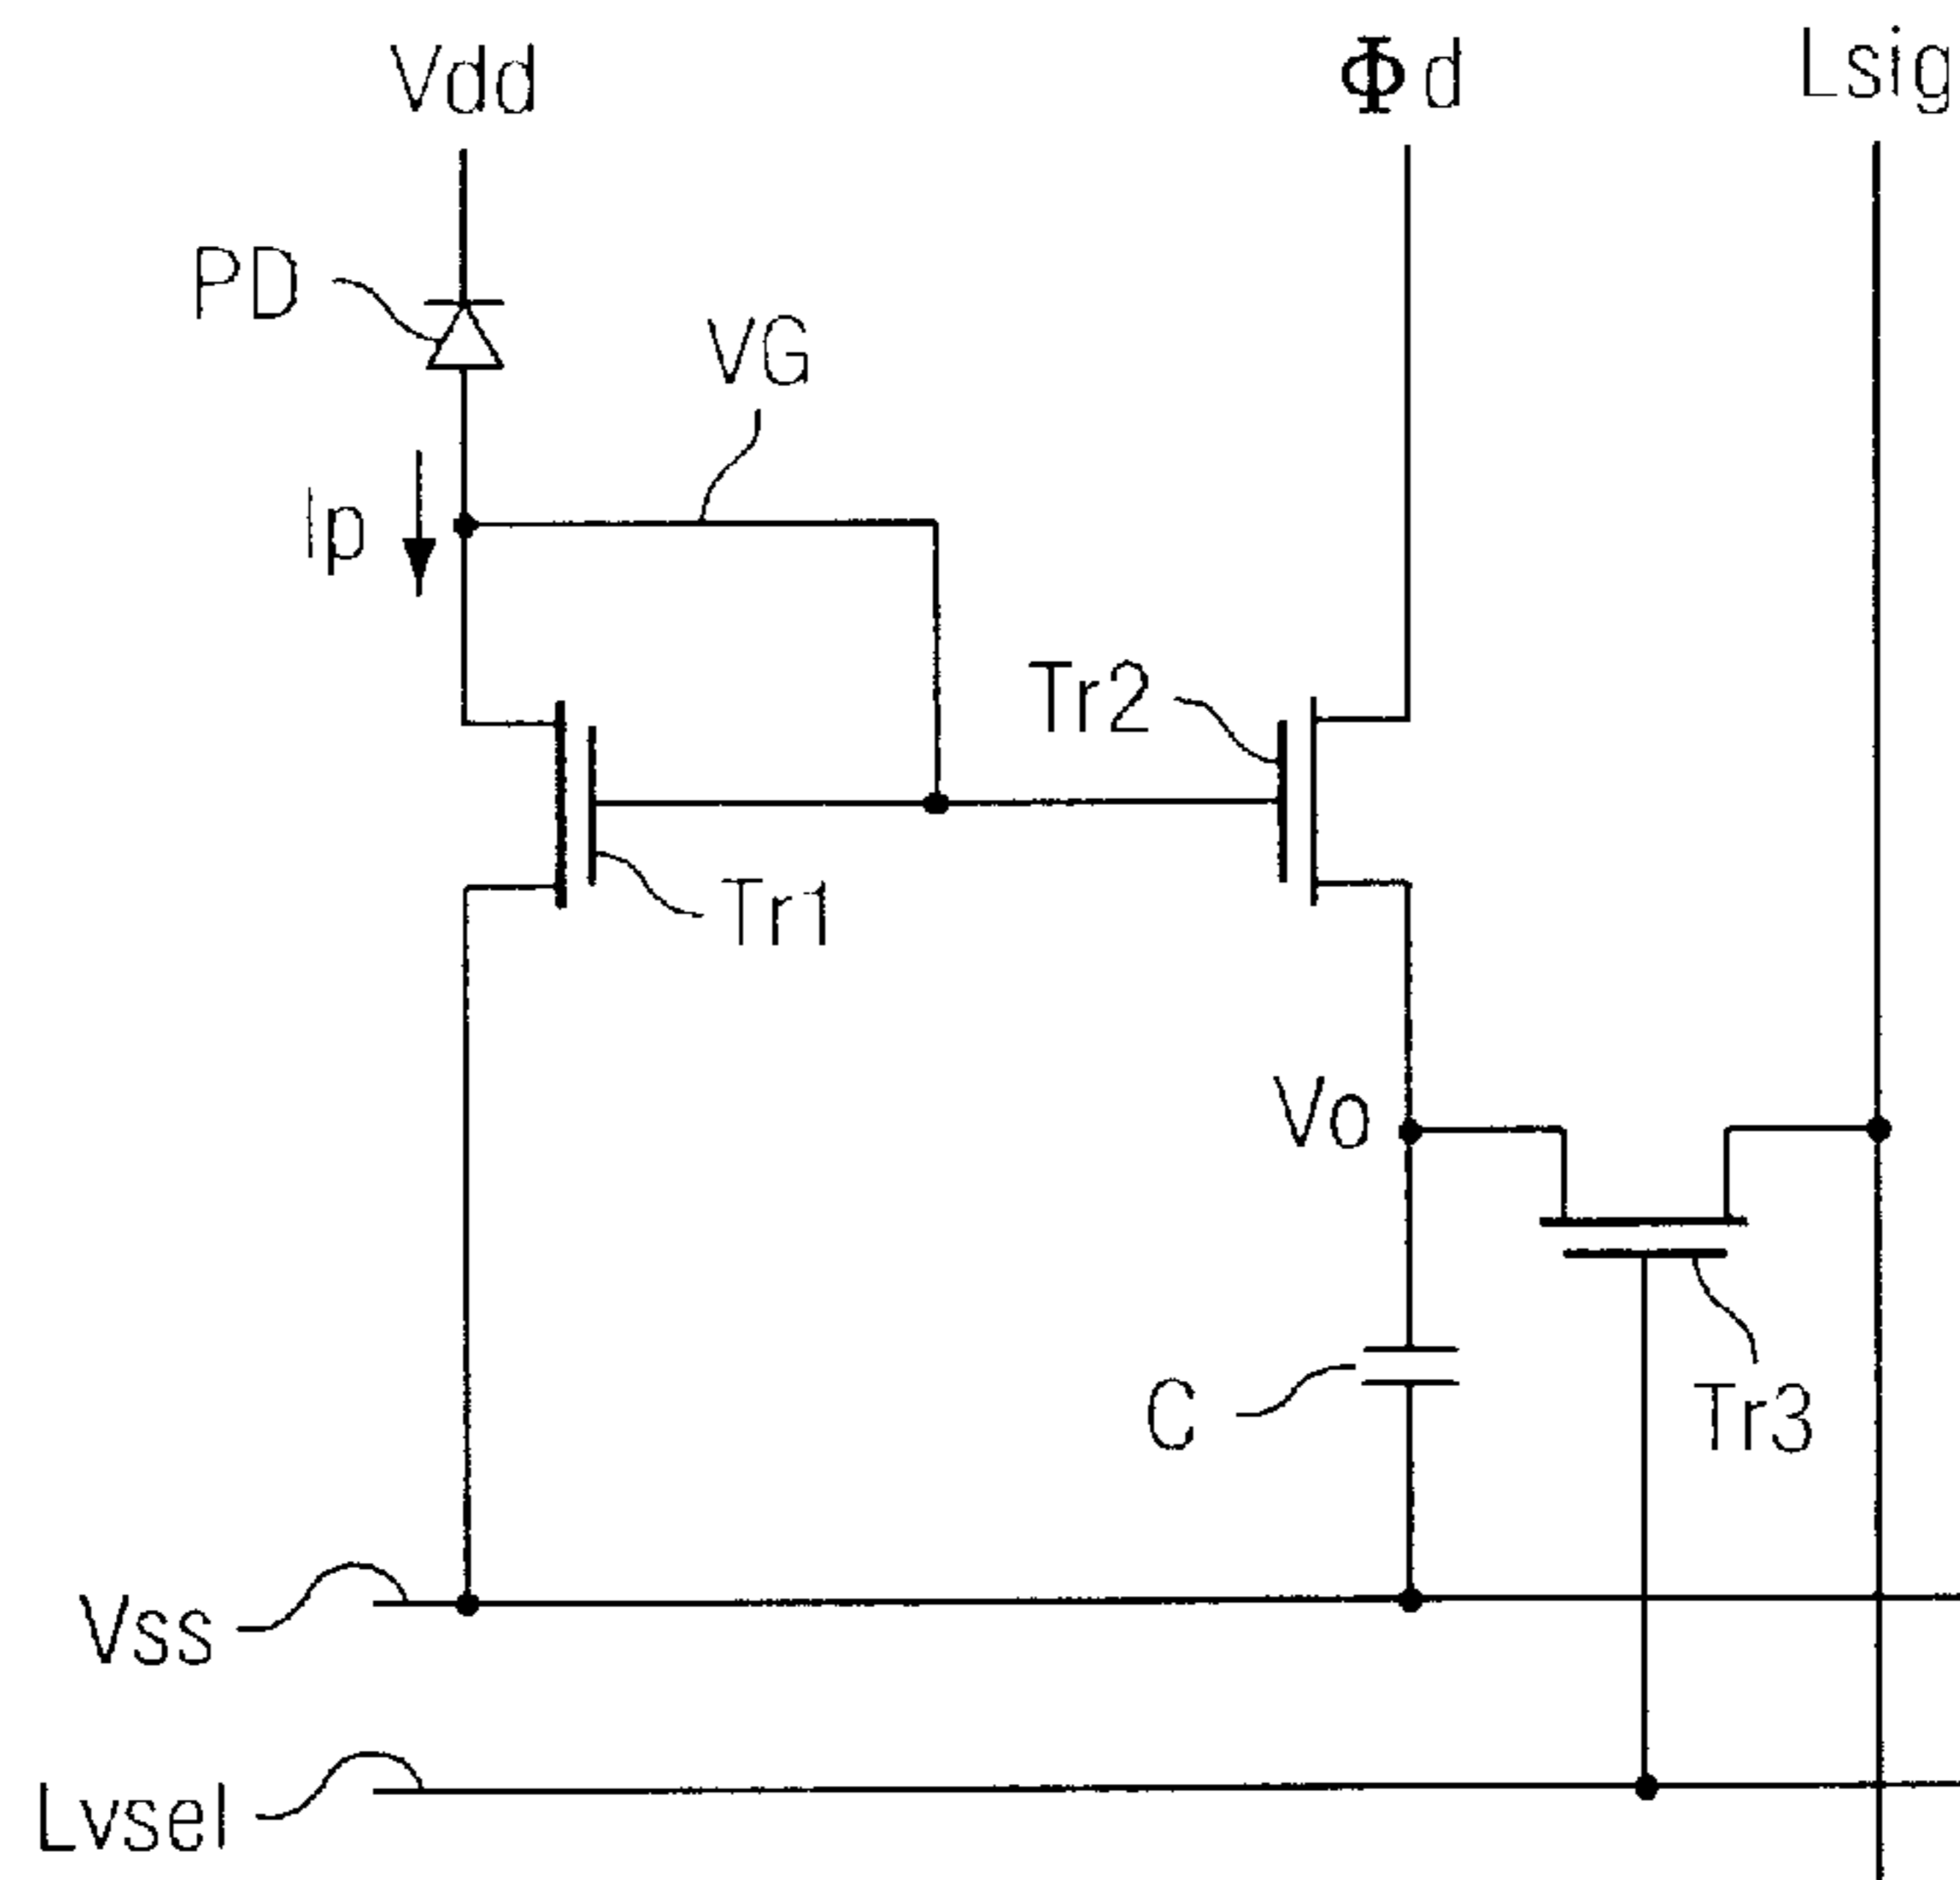 Vdd
Φd
Lsig
PD
VG
Ip
Tr2
Tr1
Vo
C
Tr3
Vss
Lvsel